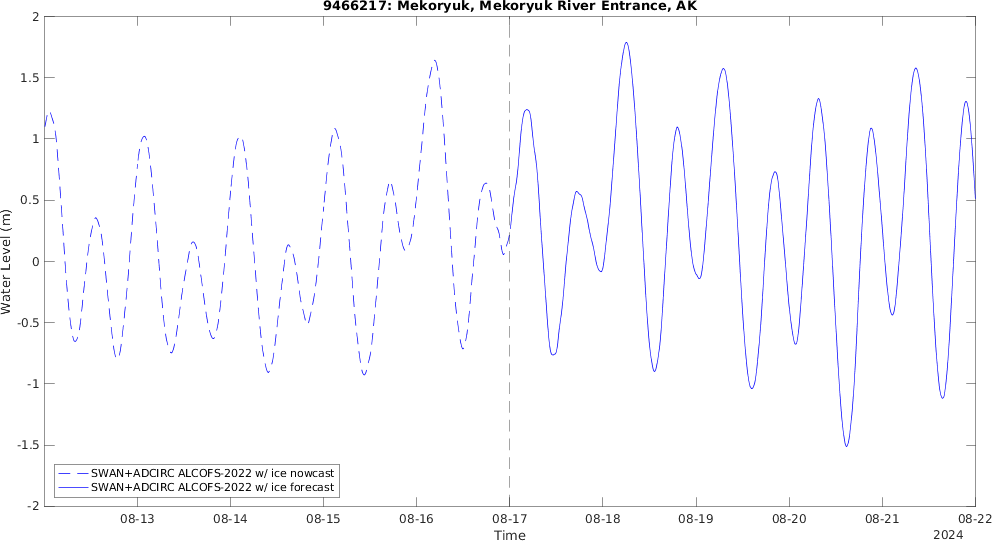 9466217: Mekoryuk, Mekoryuk River Entrance, AK
2
1.5
1
0.5
0
-0.5
-1
-1.5
-2
Water Level (m)
SWAN+ADCIRC ALCOFS-2022 w/ ice nowcast
SWAN+ADCIRC ALCOFS-2022 w/ ice forecast
08-13 08-14 08-15 08-16 08-17 08-18 08-19 08-20 08-21 08-22
Time
2024